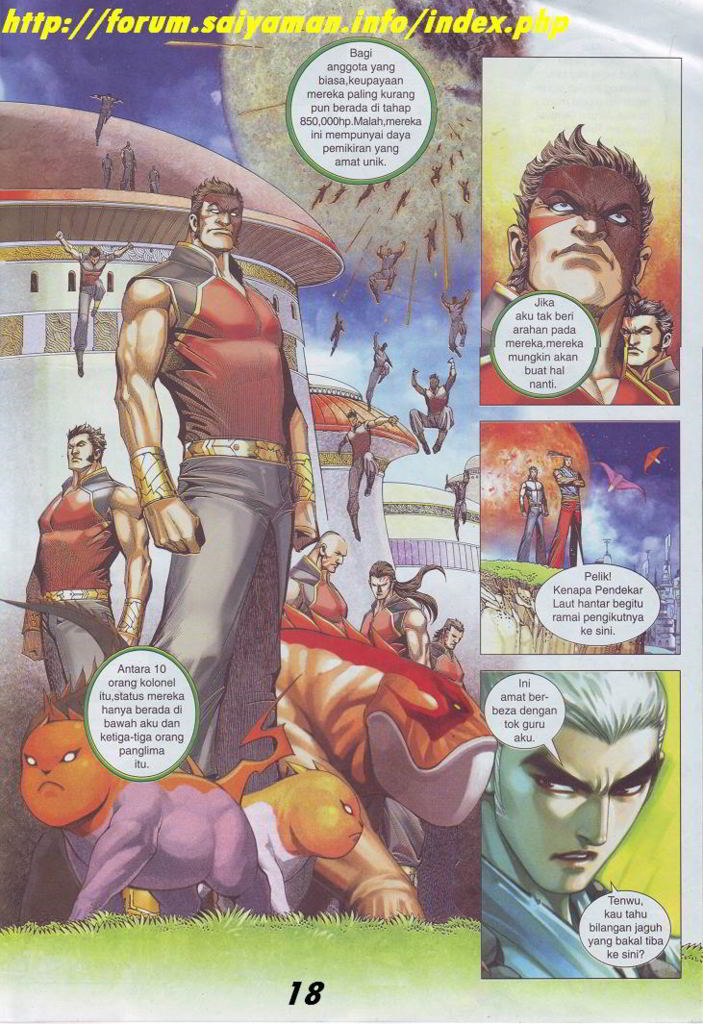 http://forum.saiyaman.info/index.php
Bagi
anggota yang
biasa,keupayaan
mereka paling kurang
pun berada di tahap
850,000hp.Malah,mereka
ini mempunyai daya
pemikiran yang
amat unik.
Jika
aku tak beri
arahan pada
mereka,mereka
mungkin akan
buat hal
nanti.
Pelik!
Kenapa Pendekar
Laut hantar begitu
ramai pengikutnya
ke sini.
Antara 10
orang kolonel
itu,status mereka
hanya berada di
bawah aku dan
ketiga-tiga orang
panglima
itu.
Ini
amat ber-
beza dengan
tok guru
aku.
Tenwu,
kau tahu
bilangan jaguh
yang bakal tiba
ke sini?
18